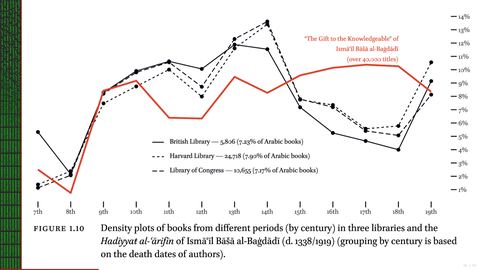 14%
13%
12%
11%
10%
9%
8%
7%
6%
5%
4%
3%
2%
1%
"The Gift to the Knowledgeable" of
Ismāʿīl Bāšā al-Baġdādī
(over 40,000 titles)
British Library — 5,806 (7.23% of Arabic books)
Harvard Library — 24,718 (7.90% of Arabic books)
Library of Congress — 10,655 (7.17% of Arabic books)
7th 8th 9th 10th 11th 12th 13th 14th 15th 16th 17th 18th 19th
FIGURE 1.10 Density plots of books from different periods (by century) in three libraries and the
Hadiyyat al-ʿārifīn of Ismāʿīl Bāšā al-Baġdādī (d. 1338/1919) (grouping by century is based
on the death dates of authors).